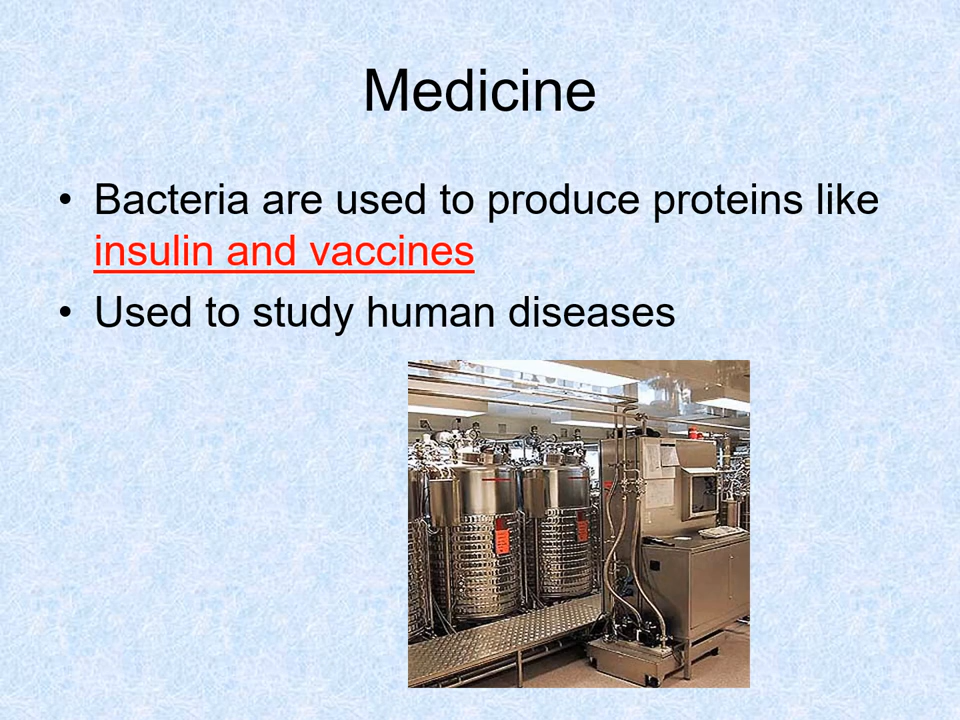 Medicine
• Bacteria are used to produce proteins like
insulin and vaccines
• Used to study human diseases